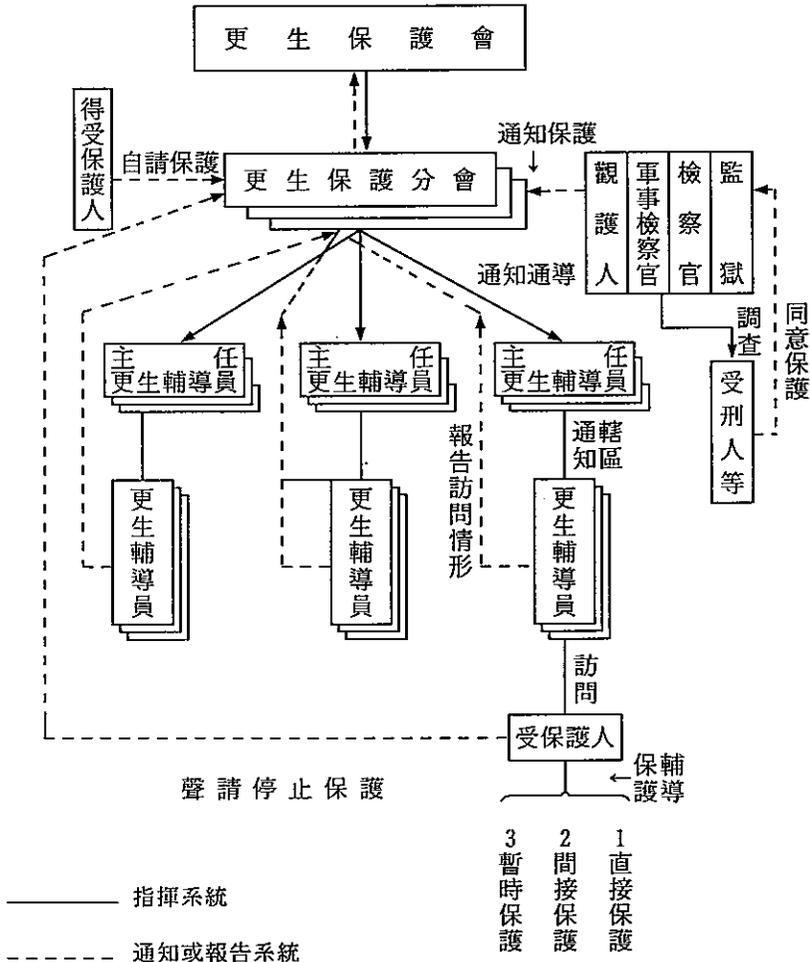 更生保護會
得受保護人
自請保護
更生保護分會
通知保護
觀護人
軍事檢察官
檢察官
監獄
通知通導
調查
同意保護
受刑人等
主任
更生輔導員
主任
更生輔導員
主任
更生輔導員
報告訪問情形
轄區
通知
更生輔導員
更生輔導員
更生輔導員
訪問
受保護人
聲請停止保護
←
輔導
保護
1直接保護
2間接保護
3暫時保護
指揮系統
通知或報告系統